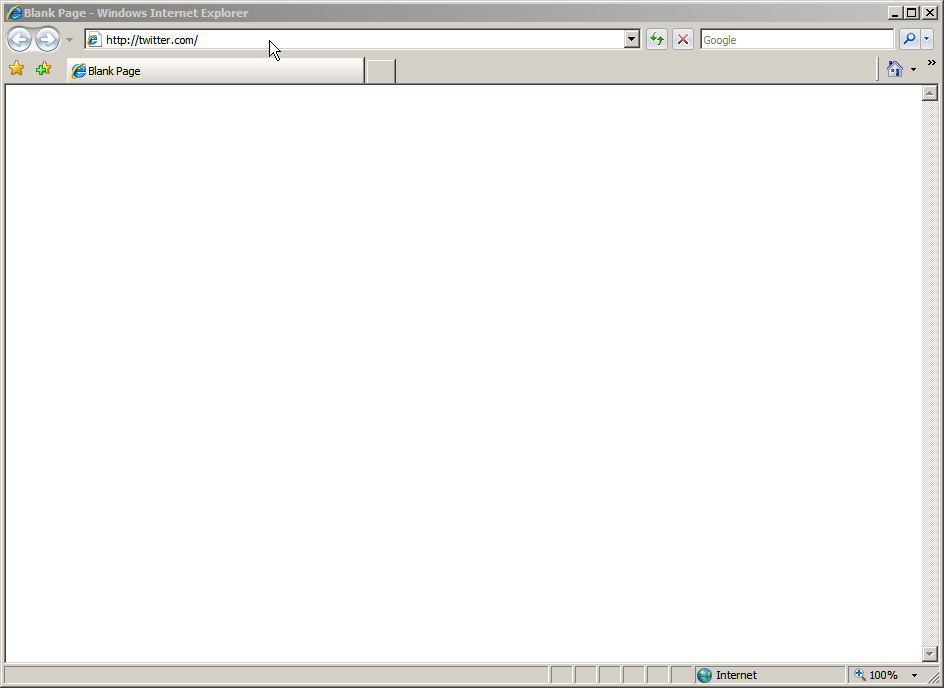 Blank Page - Windows Internet Explorer
http://twitter.com/
Google
Blank Page
»
Internet
100%